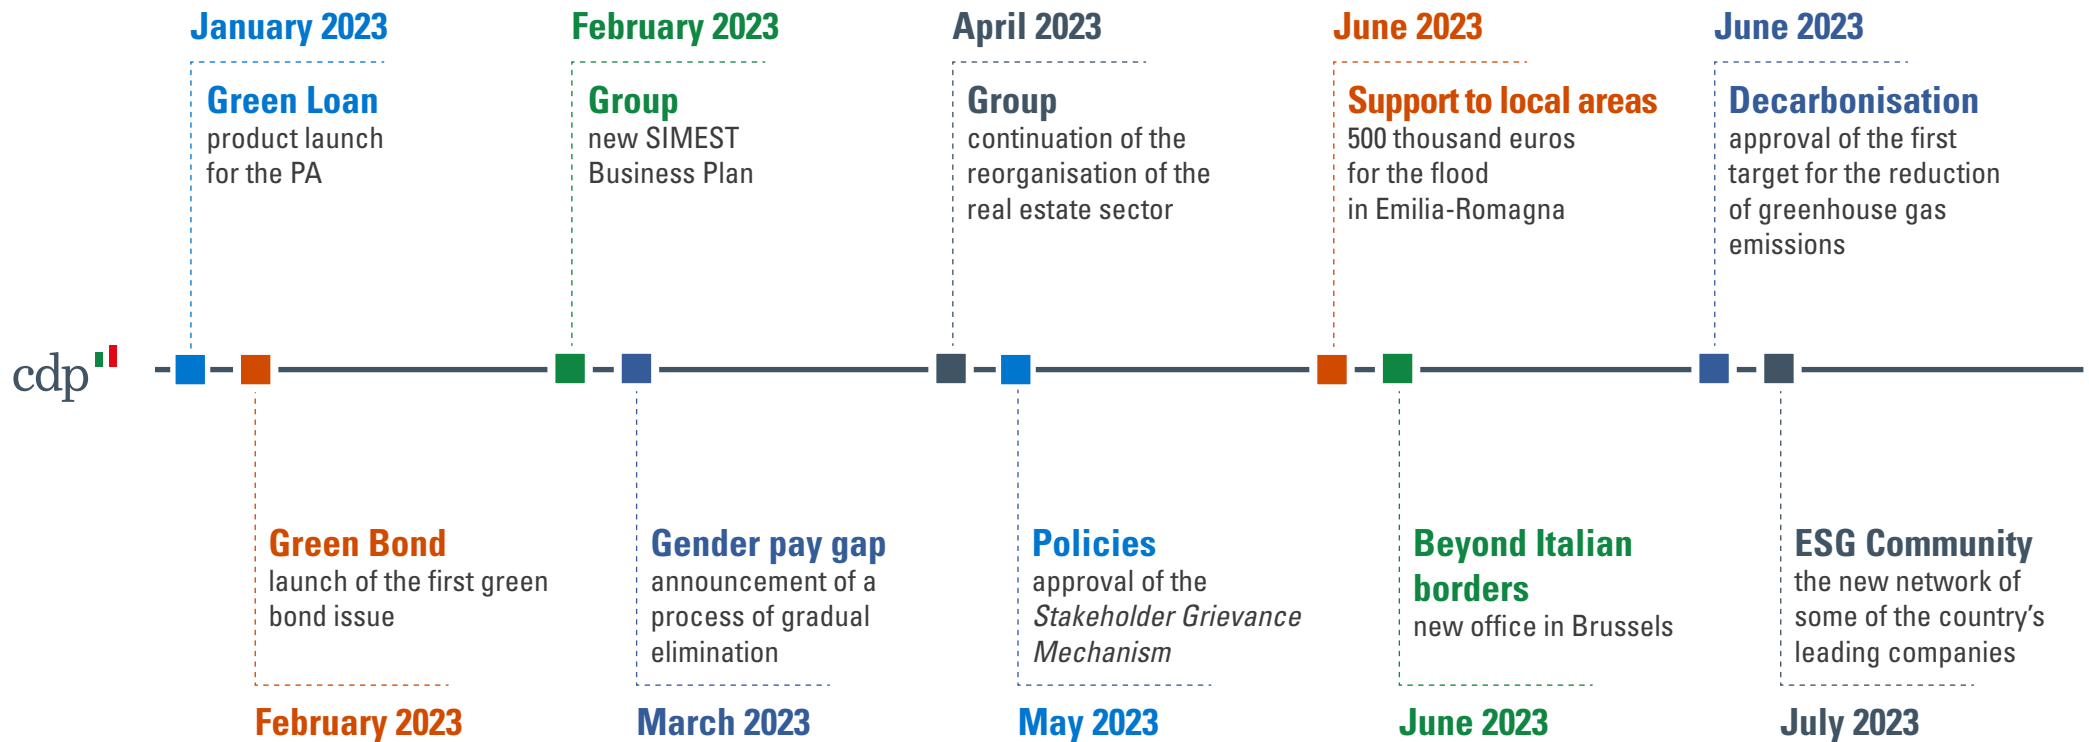 January 2023
Green Loan
product launch
for the PA
February 2023
Group
new SIMEST
Business Plan
April 2023
Group
continuation of the
reorganisation of the
real estate sector
June 2023
Support to local areas
500 thousand euros
for the flood
in Emilia-Romagna
June 2023
Decarbonisation
approval of the first
target for the reduction
of greenhouse gas
emissions
cdp
Green Bond
launch of the first green
bond issue
February 2023
Gender pay gap
announcement of a
process of gradual
elimination
March 2023
Policies
approval of the
Stakeholder Grievance
Mechanism
May 2023
Beyond Italian
borders
new office in Brussels
June 2023
ESG Community
the new network of
some of the country's
leading companies
July 2023